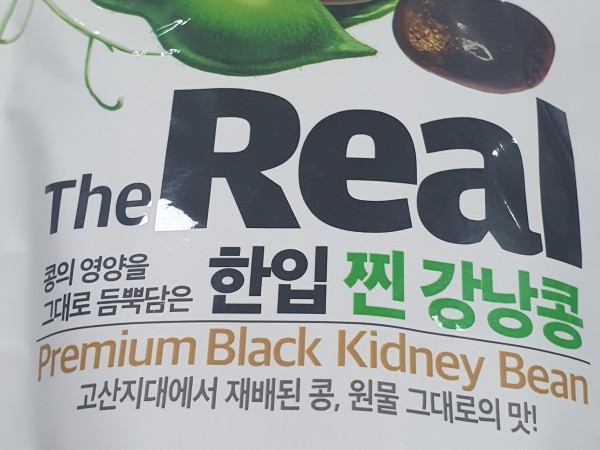 The Real
콩의 영양을
그대로 듬뿍담은 한입 찐 강낭콩
Premium Black Kidney Bean
고산지대에서 재배된 콩, 원물 그대로의 맛!